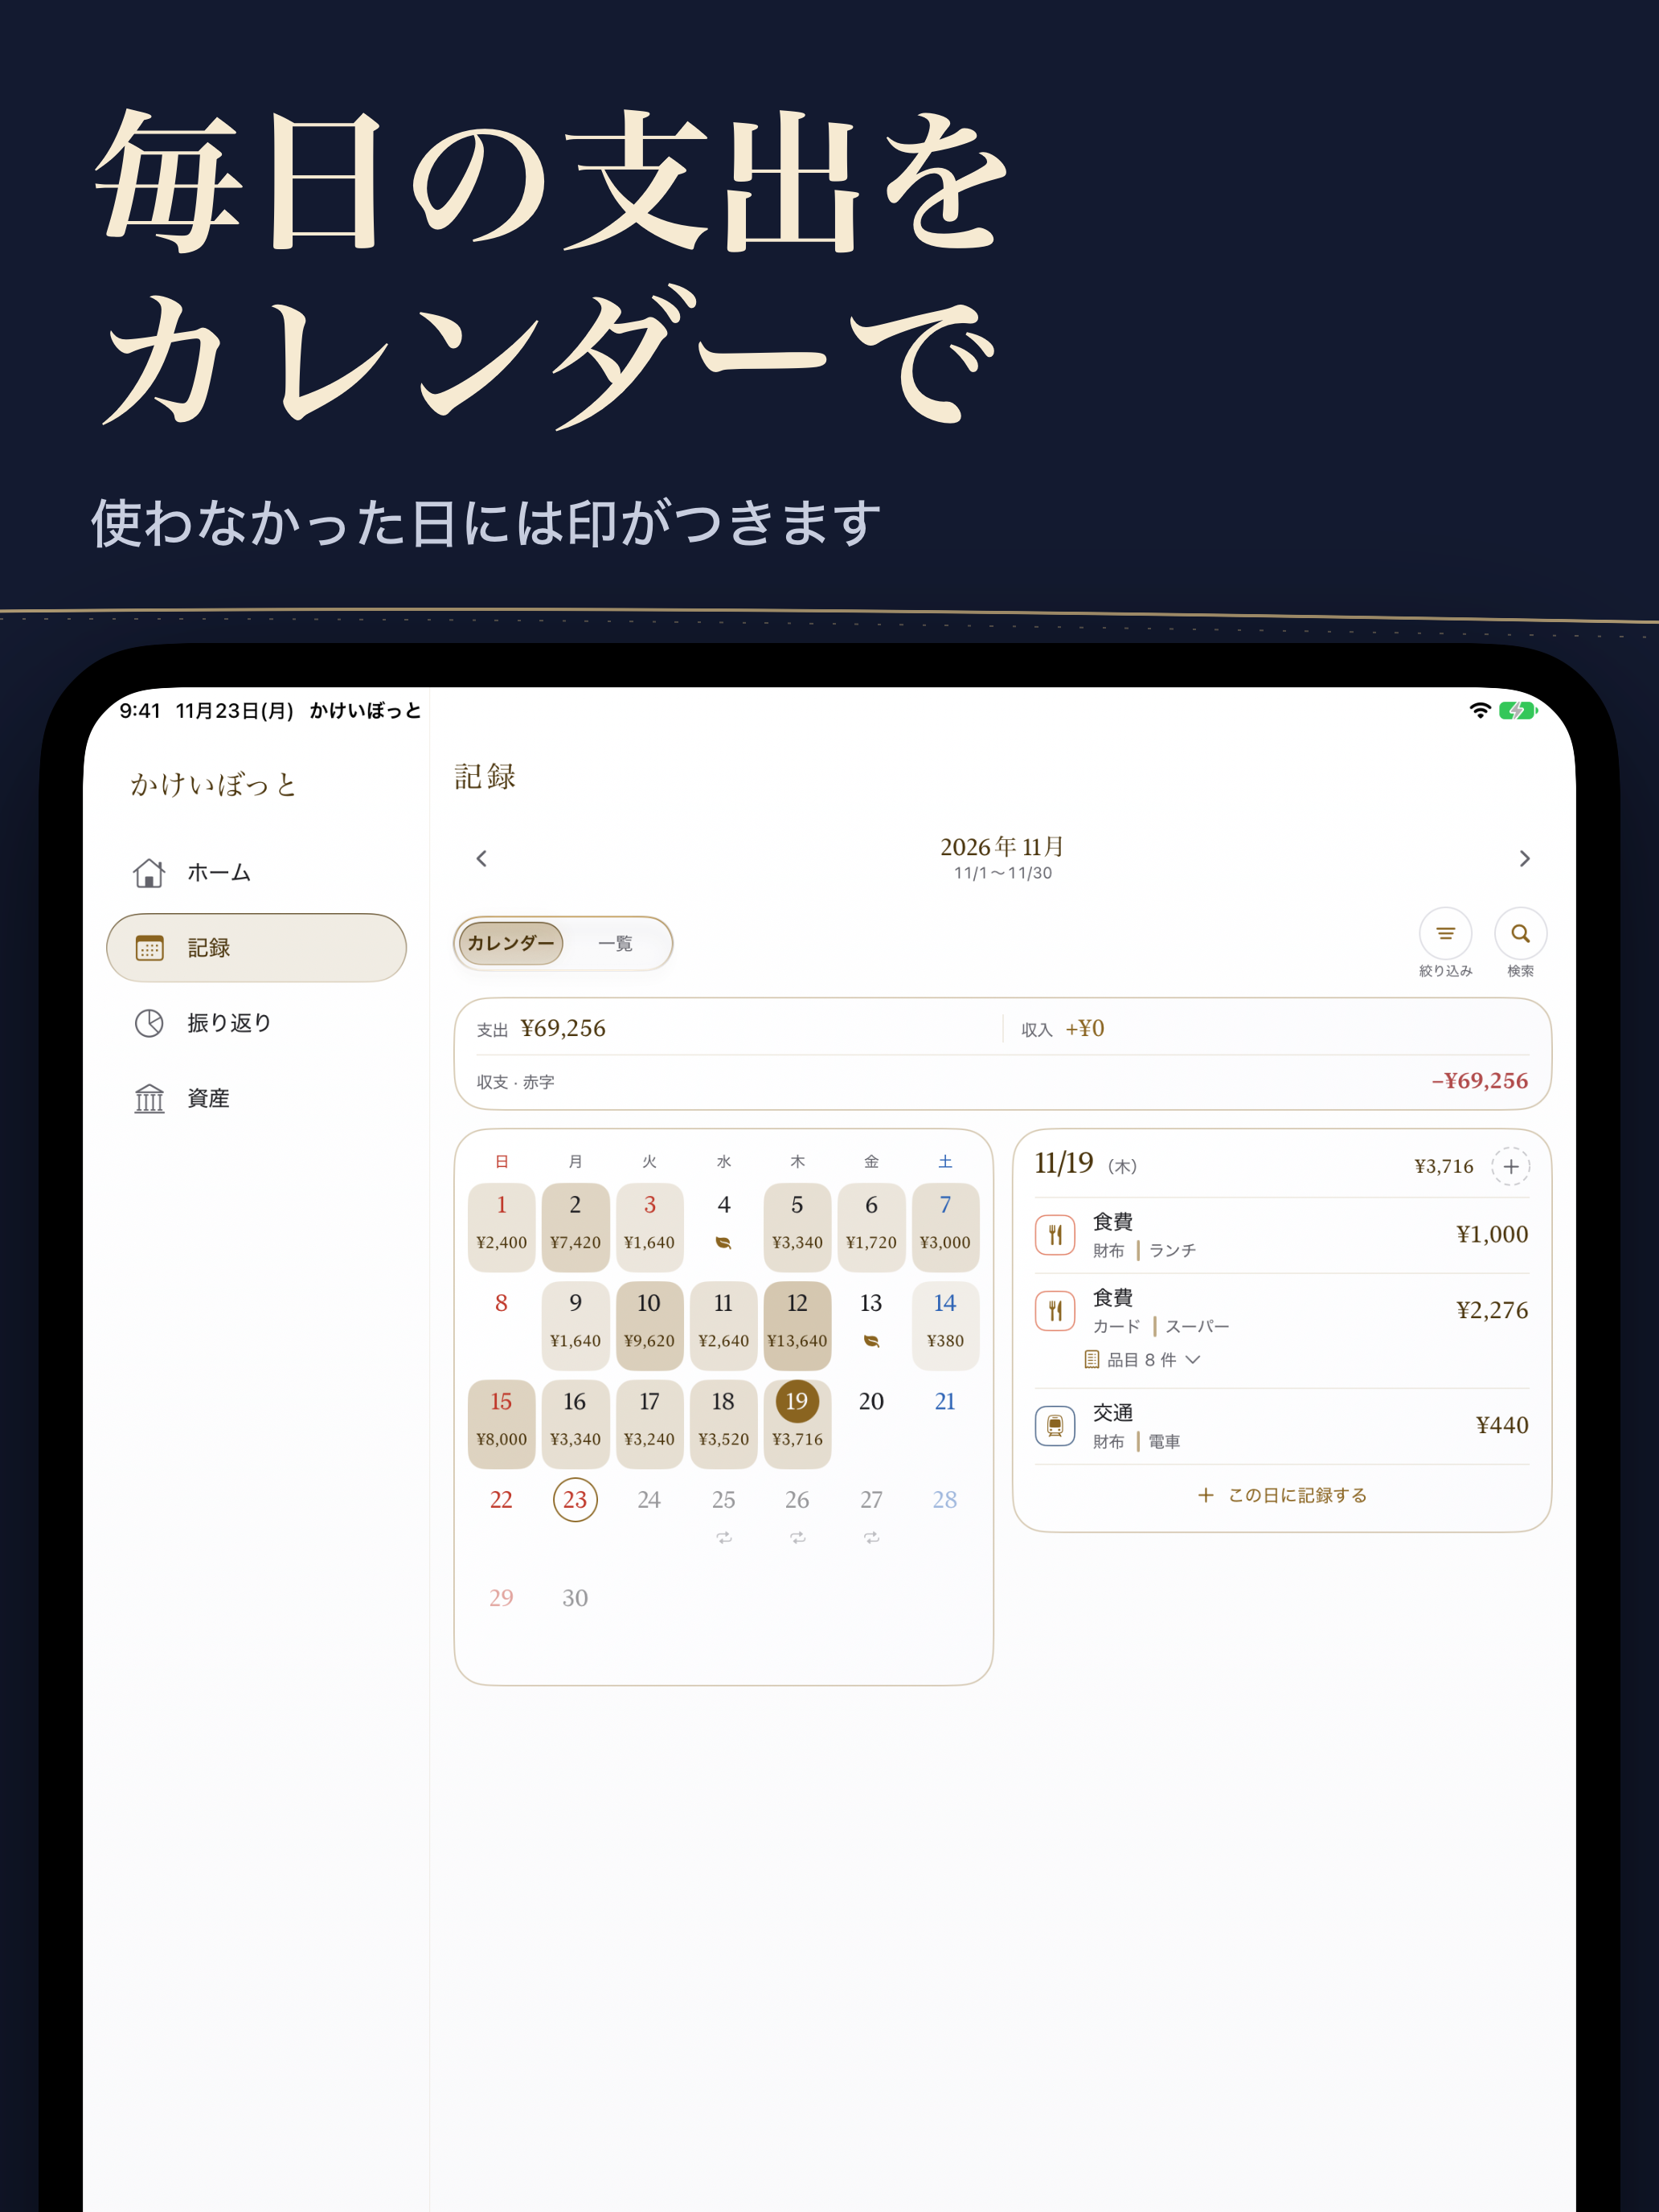 毎日の支出を
カレンダーで
使わなかった日には印がつきます
9:41 11月23日(月) かけいぼっと
かけいぼっと
ホーム
記録
振り返り
資産
記録
2026年 11月
11/1～11/30
カレンダー 一覧
絞り込み 検索
支出 ¥69,256 収入 +¥0
収支・赤字 −¥69,256
日 月 火 水 木 金 土
1 2 3 4 5 6 7
¥2,400 ¥7,420 ¥1,640 ¥3,340 ¥1,720 ¥3,000
8 9 10 11 12 13 14
¥1,640 ¥9,620 ¥2,640 ¥13,640 ¥380
15 16 17 18 19 20 21
¥8,000 ¥3,340 ¥3,240 ¥3,520 ¥3,716
22 23 24 25 26 27 28
29 30
11/19 (木) ¥3,716
食費
財布 ランチ
¥1,000
食費
カード スーパー
¥2,276
品目 8 件
交通
財布 電車
¥440
＋ この日に記録する